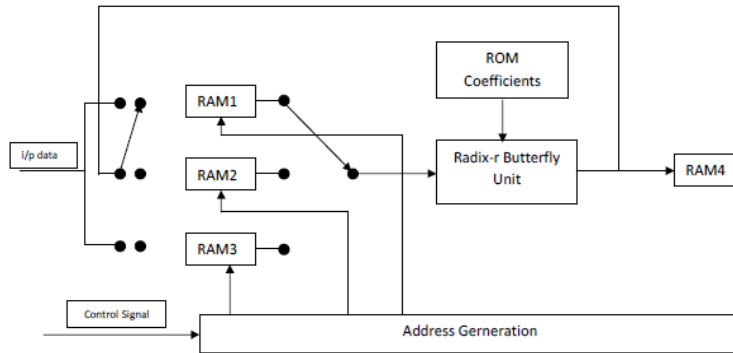 ROM
Coefficients
RAM1
i/p data
Radix-r Butterfly
Unit
RAM2
RAM4
RAM3
Control Signal
Address Gerneration